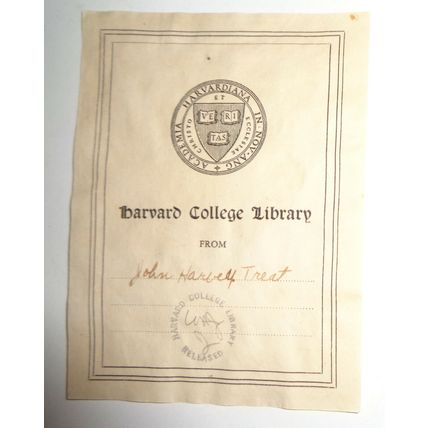 ACADEMIA HARVARDIANA IN NOV. ANG.
CHRISTO ET ECCLESIAE
VE RI
TAS
Harvard College Library
FROM
John Harvey Treat
HARVARD COLLEGE LIBRARY
RELEASED